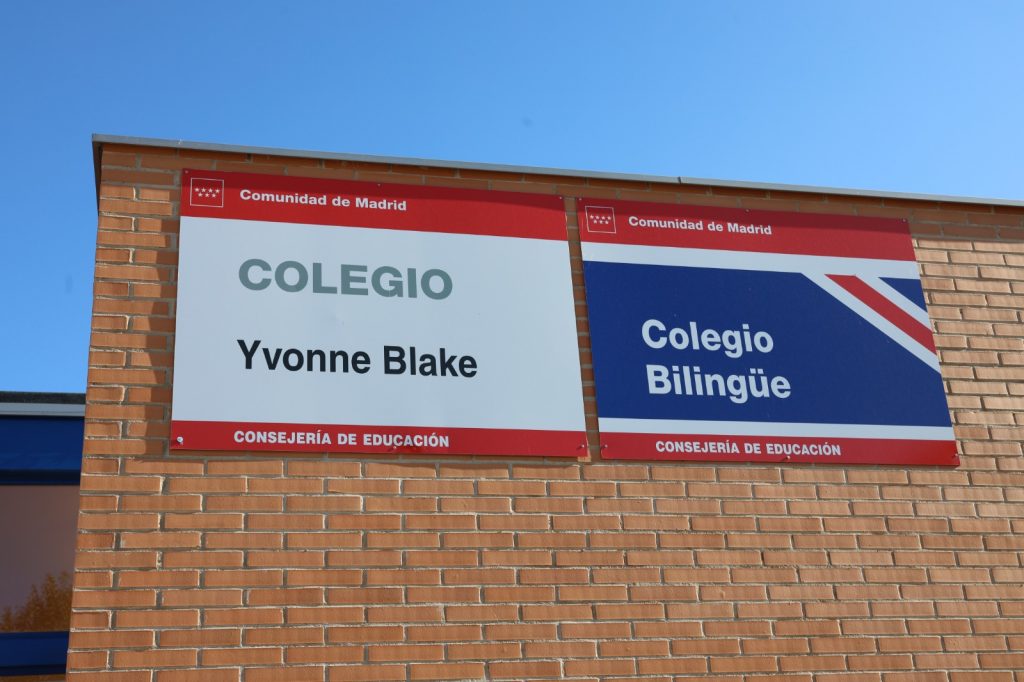 Comunidad de Madrid
COLEGIO
Yvonne Blake
CONSEJERÍA DE EDUCACIÓN
Comunidad de Madrid
Colegio
Bilingüe
CONSEJERÍA DE EDUCACIÓN